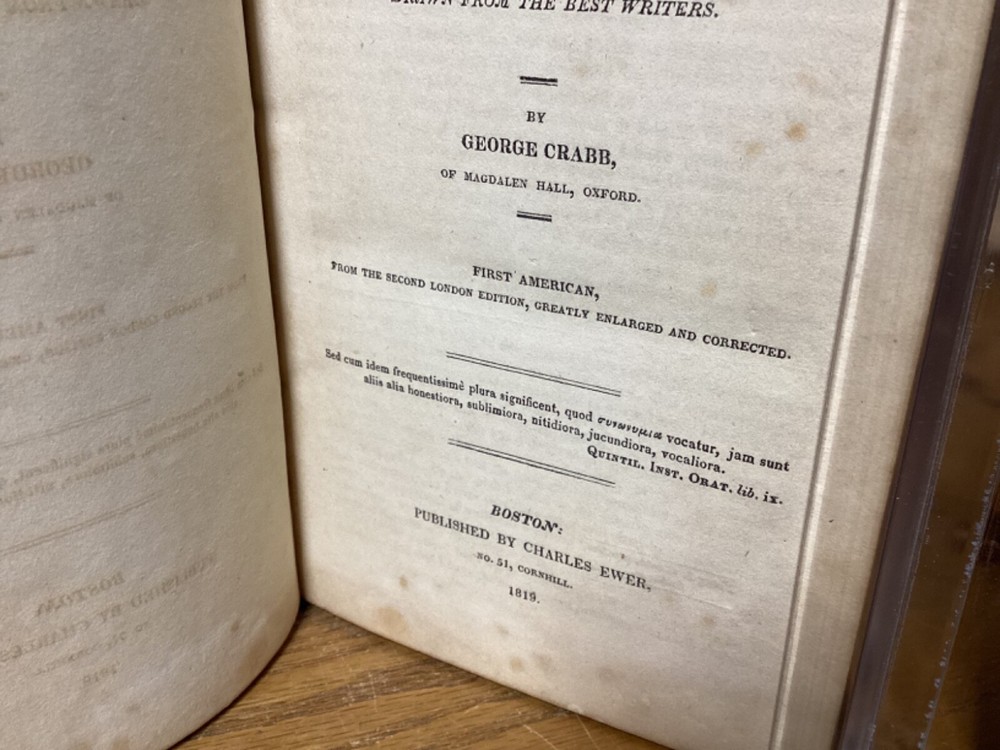 DRAWN FROM THE BEST WRITERS.
BY
GEORGE CRABB,
OF MAGDALEN HALL, OXFORD.
FIRST AMERICAN,
FROM THE SECOND LONDON EDITION, GREATLY ENLARGED AND CORRECTED.
Sed cum idem frequentissimè plura significent, quod συνωνυμια vocatur, jam sunt
aliis alia honestiora, sublimiora, nitidiora, jucundiora, vocaliora.
QUINTIL. INST. ORAT. lib. ix.
BOSTON:
PUBLISHED BY CHARLES EWER,
NO. 51, CORNHILL.
1819.